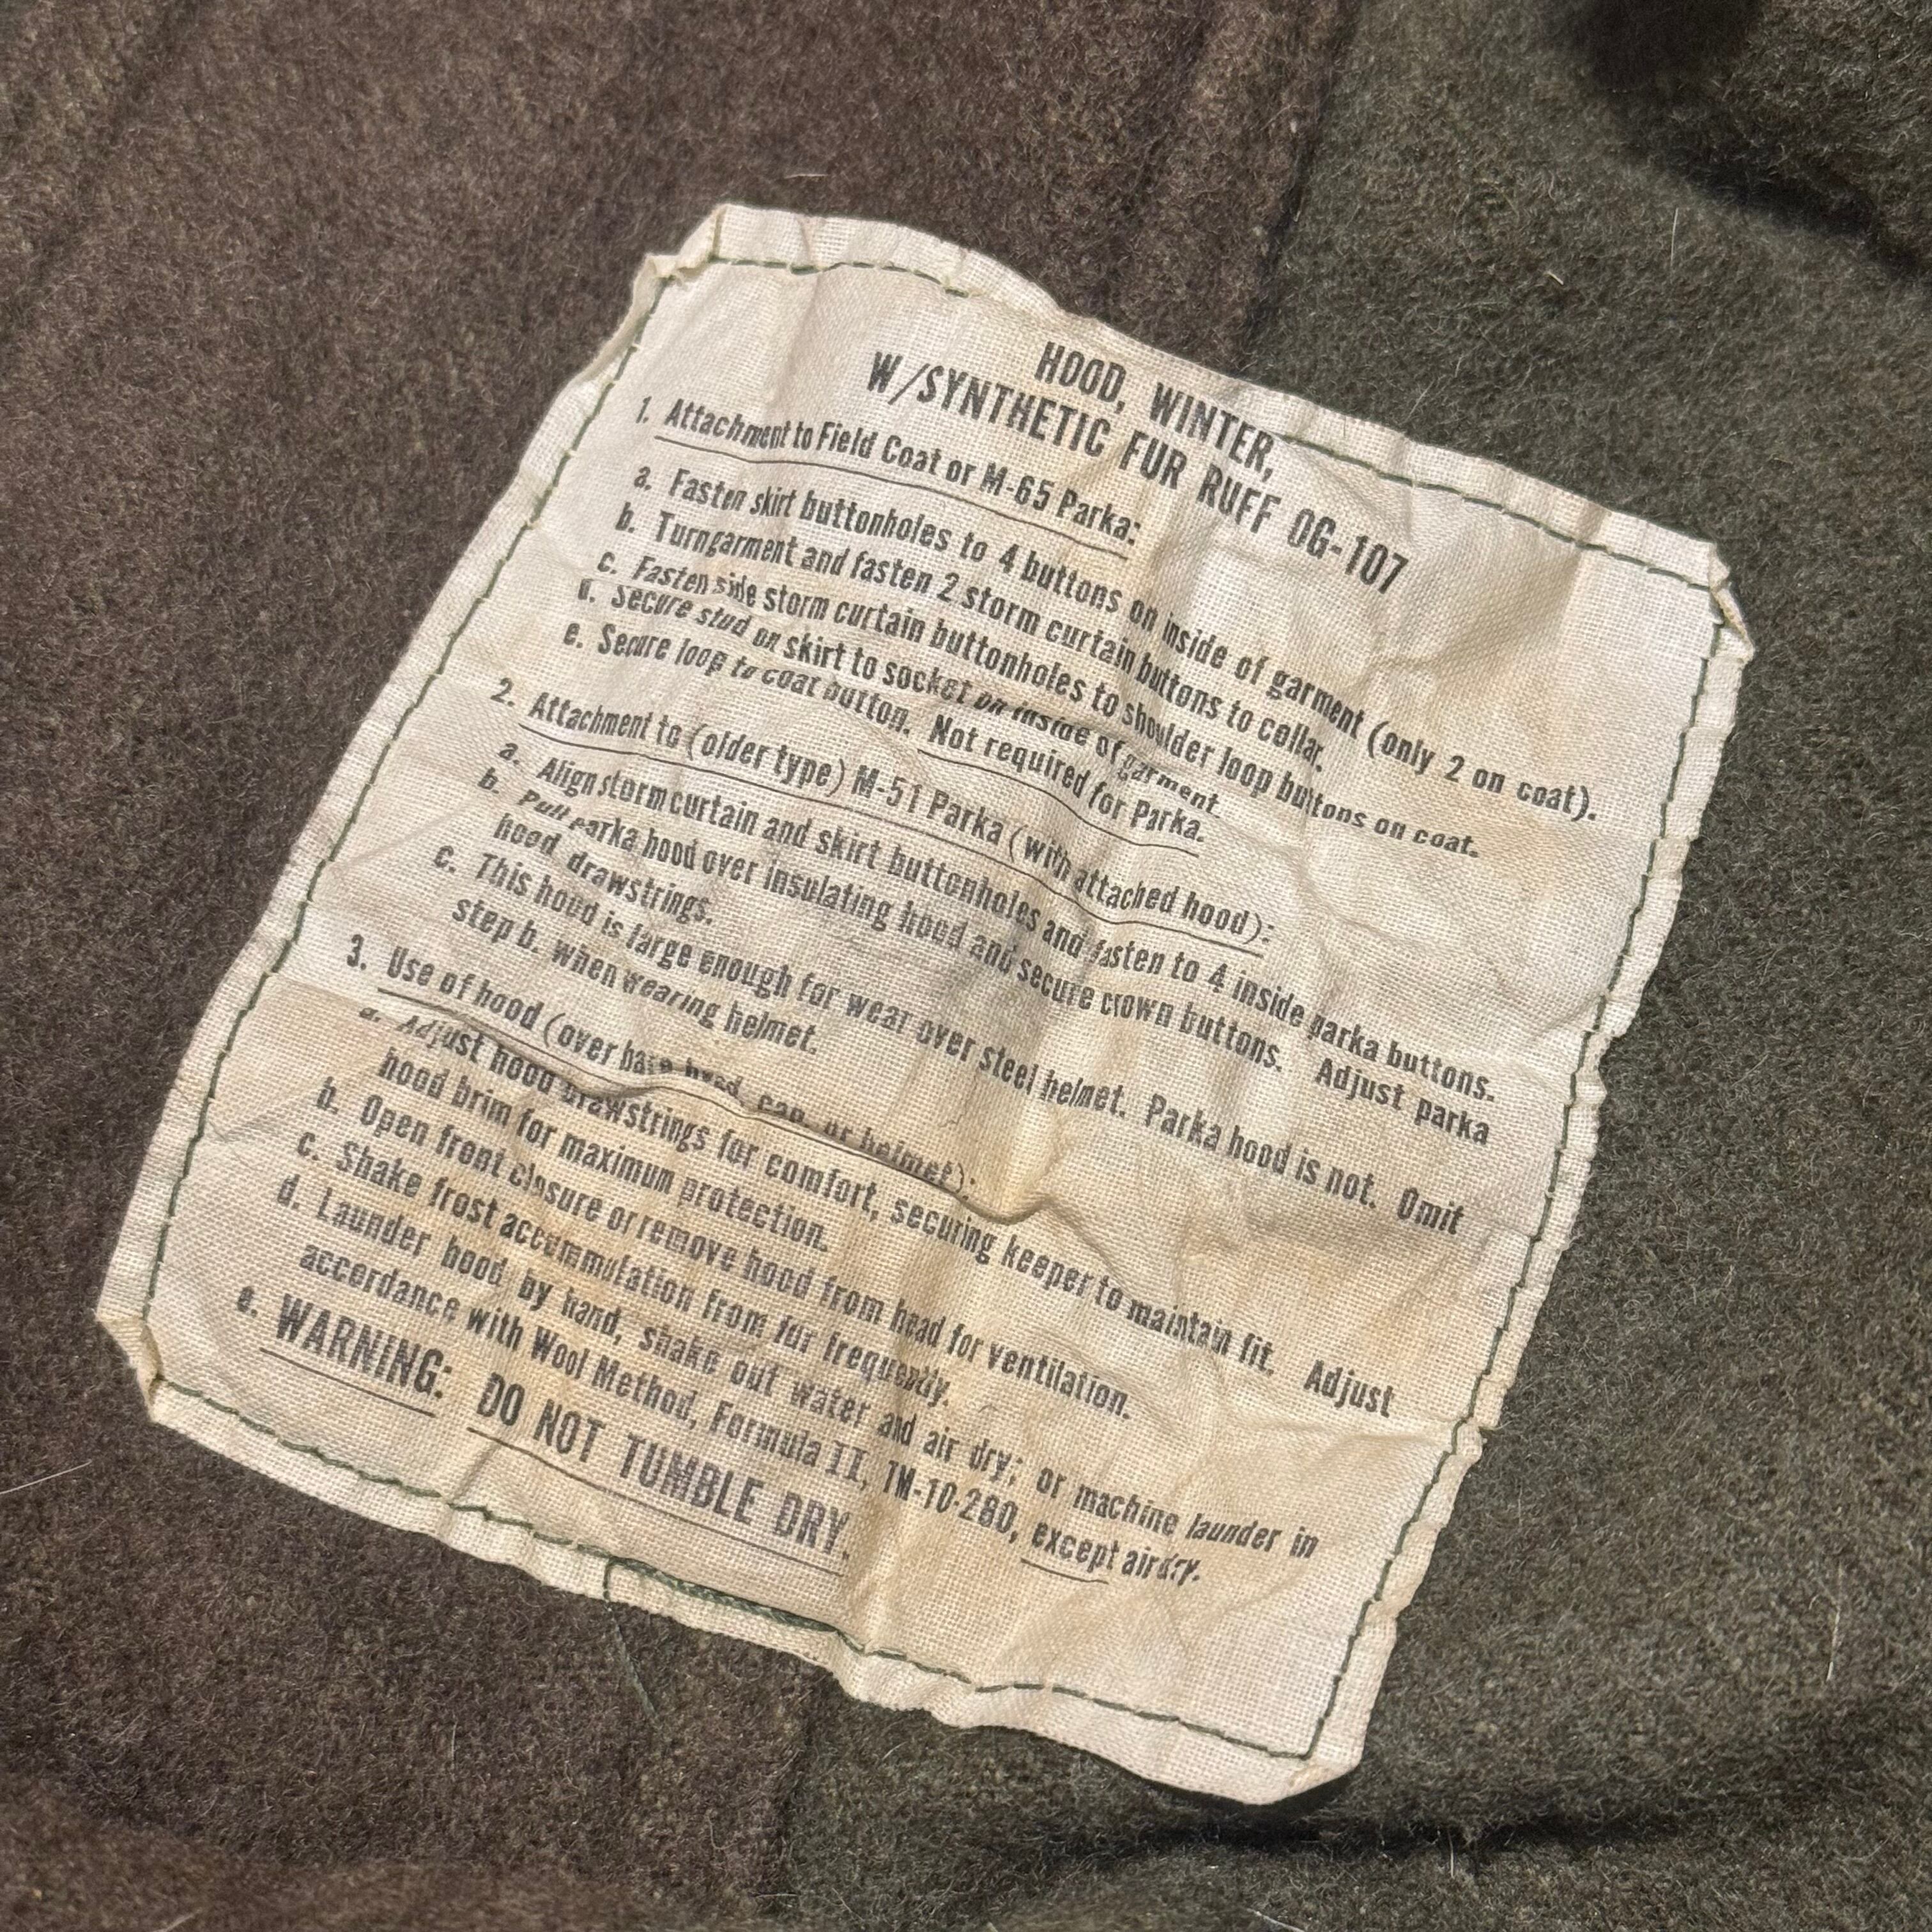 HOOD, WINTER,
W/SYNTHETIC FUR RUFF OG-107
1. Attachment to Field Coat or M-65 Parka:
a. Fasten skirt buttonholes to 4 buttons on inside of garment (only 2 on coat).
b. Turn garment and fasten 2 storm curtain buttons to collar.
c. Fasten side storm curtain buttonholes to shoulder loop buttons on coat.
d. Secure stud on skirt to socket on inside of garment.
e. Secure loop to coat button. Not required for Parka.
2. Attachment to (older type) M-51 Parka (with attached hood):
a. Align storm curtain and skirt buttonholes and fasten to 4 inside parka buttons.
b. Pull parka hood over insulating hood and secure crown buttons. Adjust parka
hood drawstrings.
c. This hood is large enough for wear over steel helmet. Parka hood is not. Omit
step b. when wearing helmet.
3. Use of hood (over bare head, cap, or helmet):
a. Adjust hood drawstrings for comfort, securing keeper to maintain fit. Adjust
hood brim for maximum protection.
b. Open front closure or remove hood from head for ventilation.
c. Shake frost accummulation from fur frequently.
d. Launder hood by hand, shake out water and air dry; or machine launder in
accordance with Wool Method, Formula II, TM-10-280, except air dry.
e. WARNING: DO NOT TUMBLE DRY.